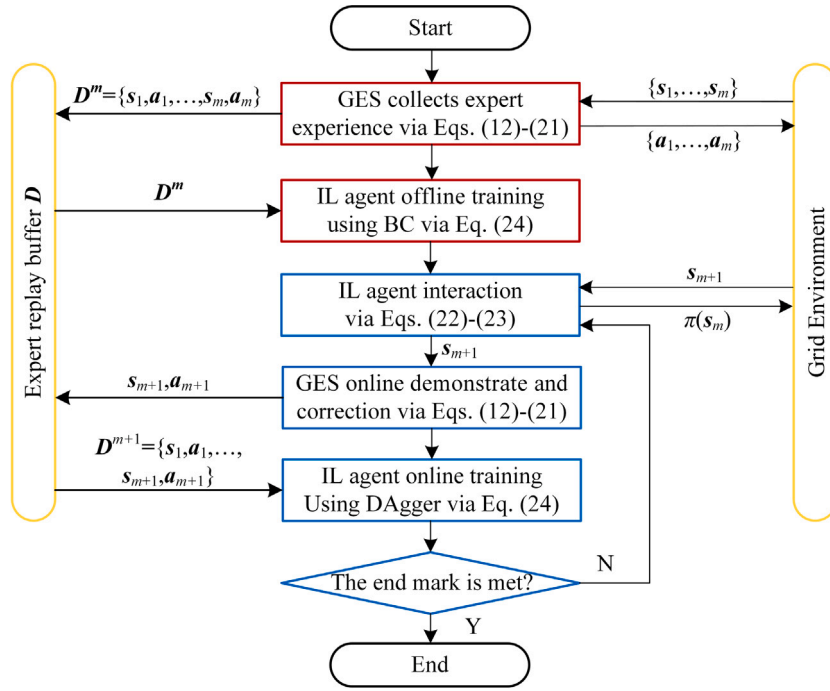 Start
D^m={s_1,a_1,…,s_m,a_m}
GES collects expert
experience via Eqs. (12)-(21)
{s_1,…,s_m}
{a_1,…,a_m}
D^m
IL agent offline training
using BC via Eq. (24)
Expert replay buffer D
Grid Environment
IL agent interaction
via Eqs. (22)-(23)
s_{m+1}
π(s_m)
s_{m+1}
s_{m+1},a_{m+1}
GES online demonstrate and
correction via Eqs. (12)-(21)
D^{m+1}={s_1,a_1,…,
s_{m+1},a_{m+1}}
IL agent online training
Using DAgger via Eq. (24)
The end mark is met?
N
Y
End